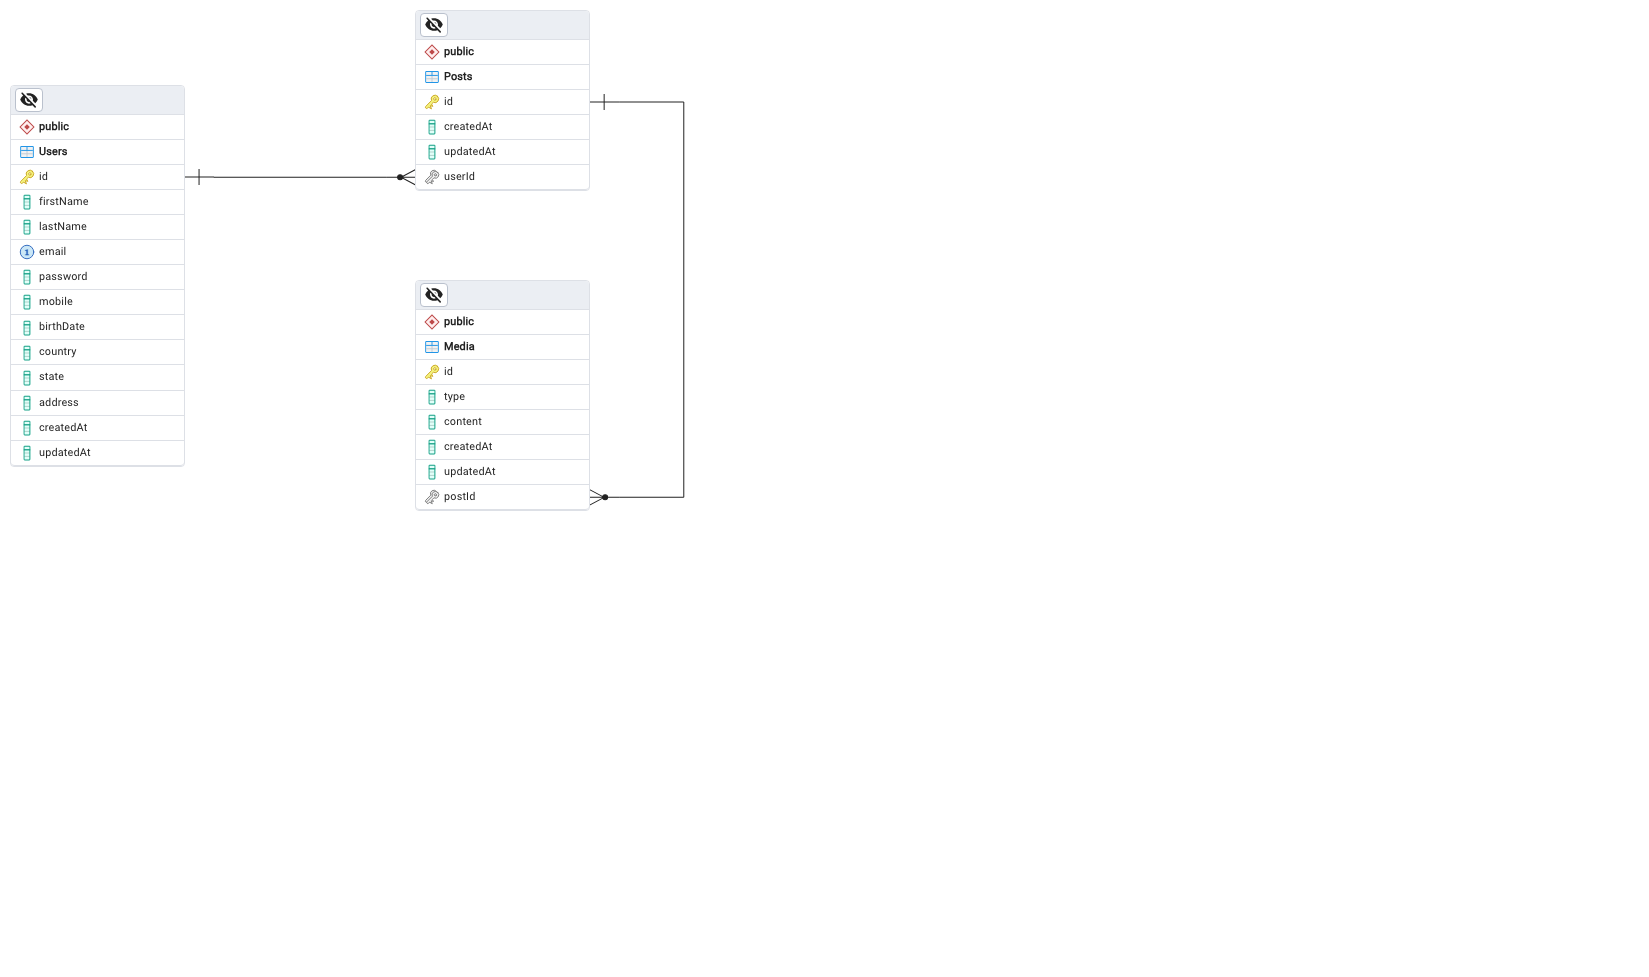 public
Users
id
firstName
lastName
email
password
mobile
birthDate
country
state
address
createdAt
updatedAt
public
Posts
id
createdAt
updatedAt
userId
public
Media
id
type
content
createdAt
updatedAt
postId